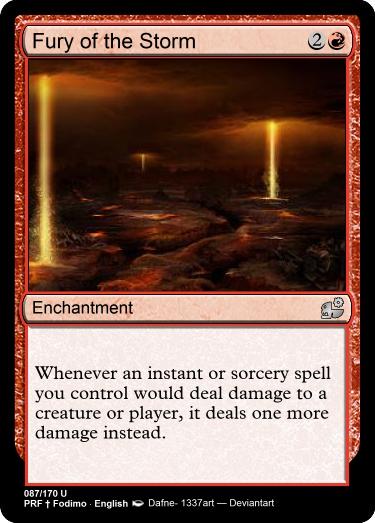 Fury of the Storm 2
Enchantment
Whenever an instant or sorcery spell
you control would deal damage to a
creature or player, it deals one more
damage instead.
087/170 U
PRF † Fodimo · English Dafne- 1337art — Deviantart